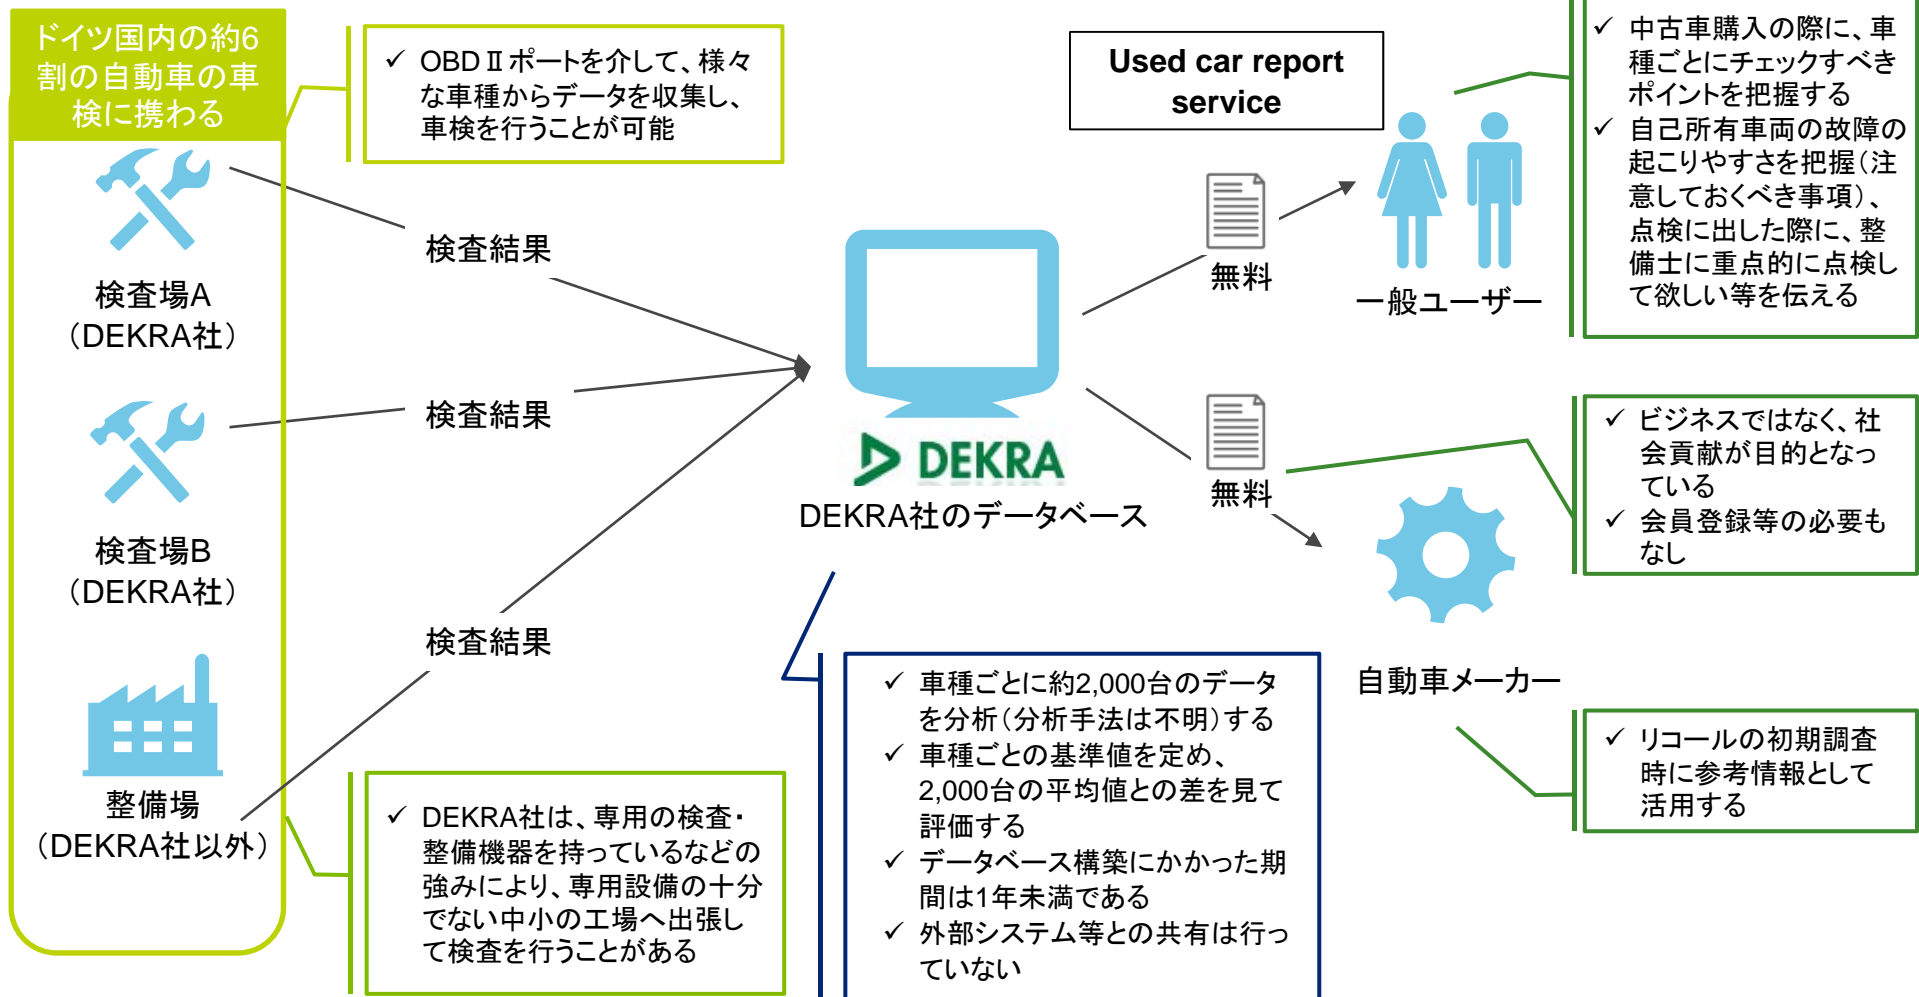 ドイツ国内の約6
割の自動車の車
検に携わる
✓ OBDⅡポートを介して、様々
な車種からデータを収集し、
車検を行うことが可能
検査場A
（DEKRA社）
検査場B
（DEKRA社）
整備場
（DEKRA社以外）
検査結果
検査結果
検査結果
✓ DEKRA社は、専用の検査・
整備機器を持っているなどの
強みにより、専用設備の十分
でない中小の工場へ出張し
て検査を行うことがある
DEKRA
DEKRA社のデータベース
✓ 車種ごとに約2,000台のデータ
を分析（分析手法は不明）する
✓ 車種ごとの基準値を定め、
2,000台の平均値との差を見て
評価する
✓ データベース構築にかかった期
間は1年未満である
✓ 外部システム等との共有は行っ
ていない
Used car report
service
無料
一般ユーザー
✓ 中古車購入の際に、車
種ごとにチェックすべき
ポイントを把握する
✓ 自己所有車両の故障の
起こりやすさを把握（注
意しておくべき事項）、
点検に出した際に、整
備士に重点的に点検し
て欲しい等を伝える
無料
✓ ビジネスではなく、社
会貢献が目的となっ
ている
✓ 会員登録等の必要も
なし
自動車メーカー
✓ リコールの初期調査
時に参考情報として
活用する